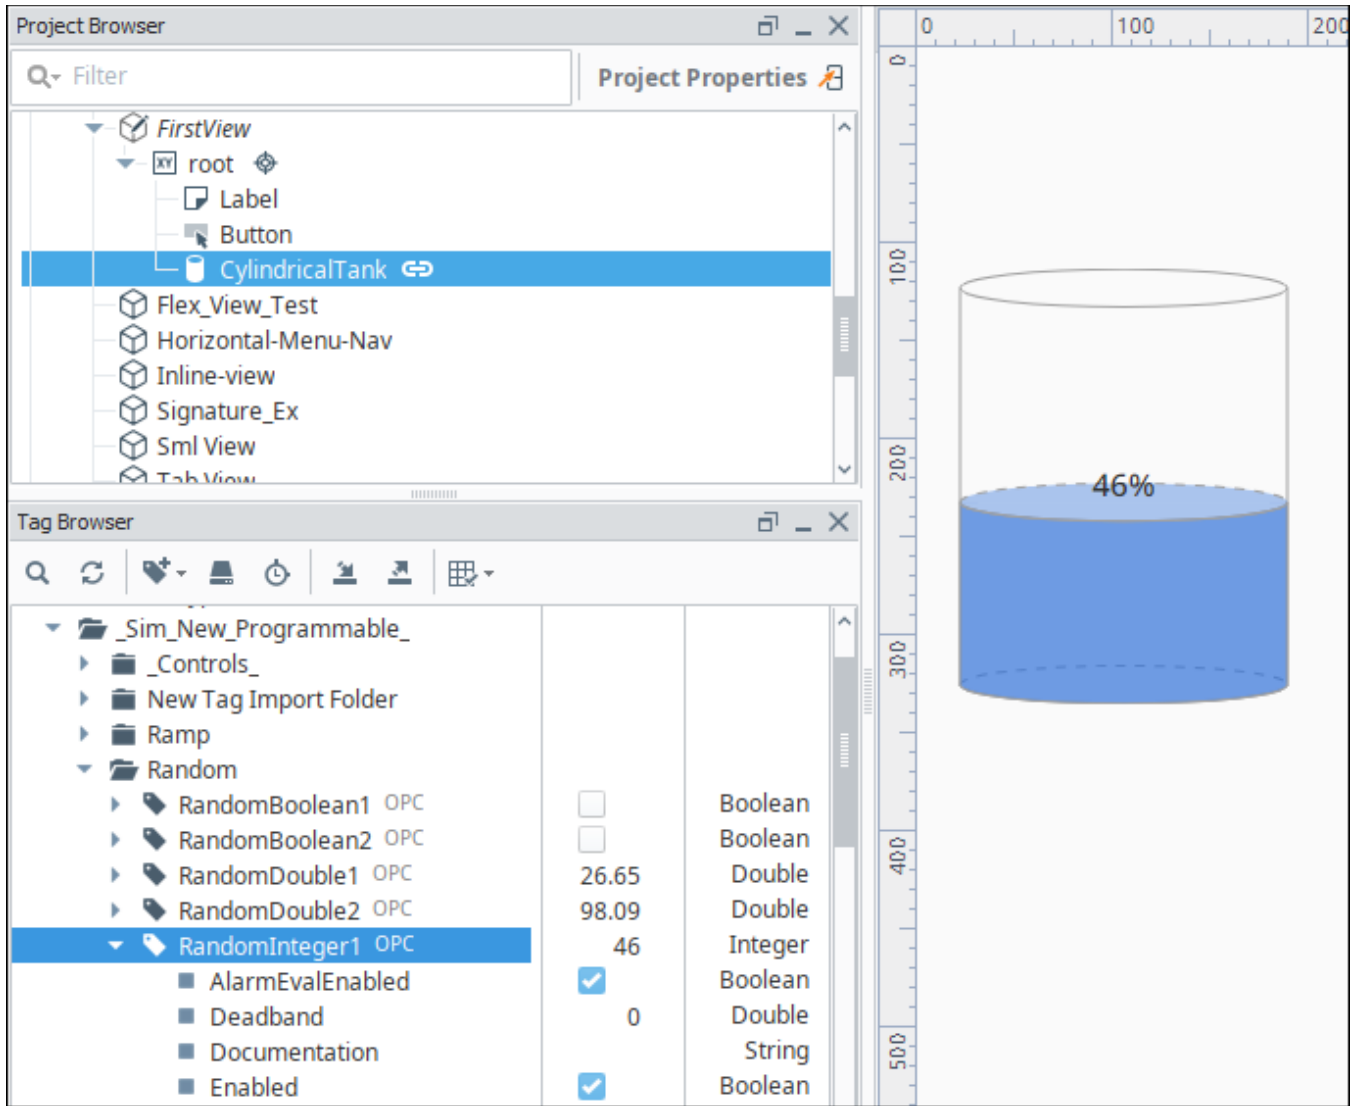 Project Browser
Filter
Project Properties
FirstView
XY root
Label
Button
CylindricalTank
Flex_View_Test
Horizontal-Menu-Nav
Inline-view
Signature_Ex
Sml View
Tab View
Tag Browser
_Sim_New_Programmable_
_Controls_
New Tag Import Folder
Ramp
Random
RandomBoolean1 OPC Boolean
RandomBoolean2 OPC Boolean
RandomDouble1 OPC 26.65 Double
RandomDouble2 OPC 98.09 Double
RandomInteger1 OPC 46 Integer
AlarmEvalEnabled Boolean
Deadband 0 Double
Documentation String
Enabled Boolean
0 100 200
0
100
200
300
400
500
46%